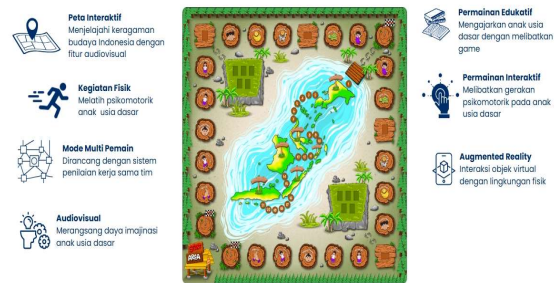 Peta Interaktif
Menjelajahi keragaman
budaya Indonesia dengan
fitur audiovisual
Kegiatan Fisik
Melatih psikomotorik
anak usia dasar
Mode Multi Pemain
Dirancang dengan sistem
penilaian kerja sama tim
Audiovisual
Merangsang daya imajinasi
anak usia dasar
Permainan Edukatif
Mengajarkan anak usia
dasar dengan melibatkan
game
Permainan Interaktif
Melibatkan gerakan
psikomotorik pada anak
usia dasar
Augmented Reality
Interaksi objek virtual
dengan lingkungan fisik